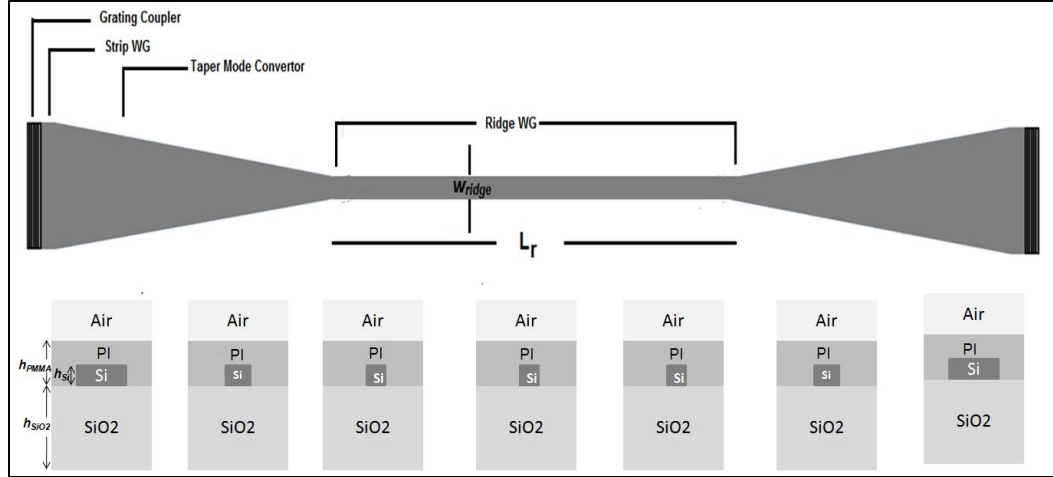 Grating Coupler
Strip WG
Taper Mode Convertor
Ridge WG
Wridge
Lr
Air Air Air Air Air Air Air
hPMMA PI PI PI PI PI PI PI
hSi Si Si Si Si Si Si Si
hSiO2 SiO2 SiO2 SiO2 SiO2 SiO2 SiO2 SiO2